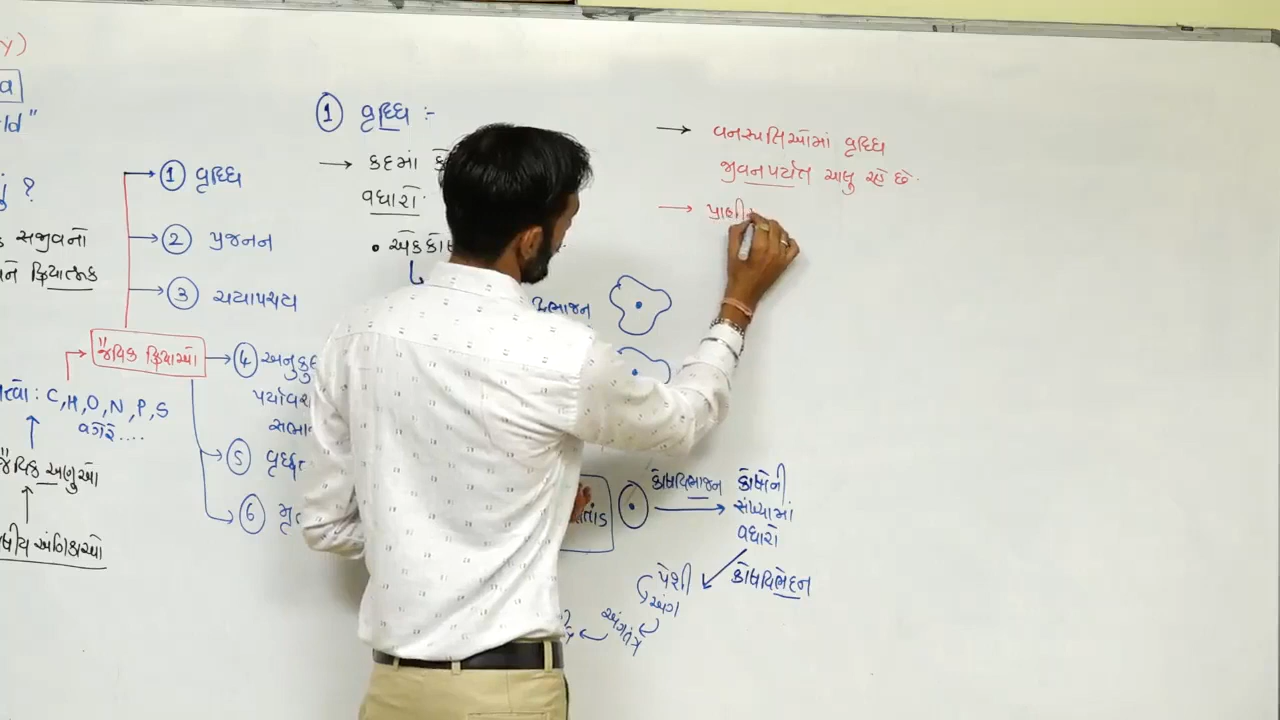 Y)
a
ld"
ું ?
સજીવનો
ક્રિયાત્મક
① વૃધ્ધિ
② પ્રજનન
③ ચયાપચય
જૈવિક ક્રિયાઓ
④ અનુકુ
પર્યાવર
સભા
⑤ વૃધ્ધ
⑥ મૃ
: C, H, O, N, P, S
વગેરે....
જૈવિક અણુઓ
ષીય અંગિકાઓ
① વૃધ્ધિ :-
→ કદમાં
વધારો.
• એકકો
ભાજન
→ વનસ્પતિઓમાં વૃધ્ધિ
જીવનપર્યંત ચાલુ રહે છે.
→ પ્રાણી
કોષવિભાજન
કોષોની
સંખ્યામાં
વધારો
કોષવિભેદન
પેશી
અંગ
અંગતંત્ર